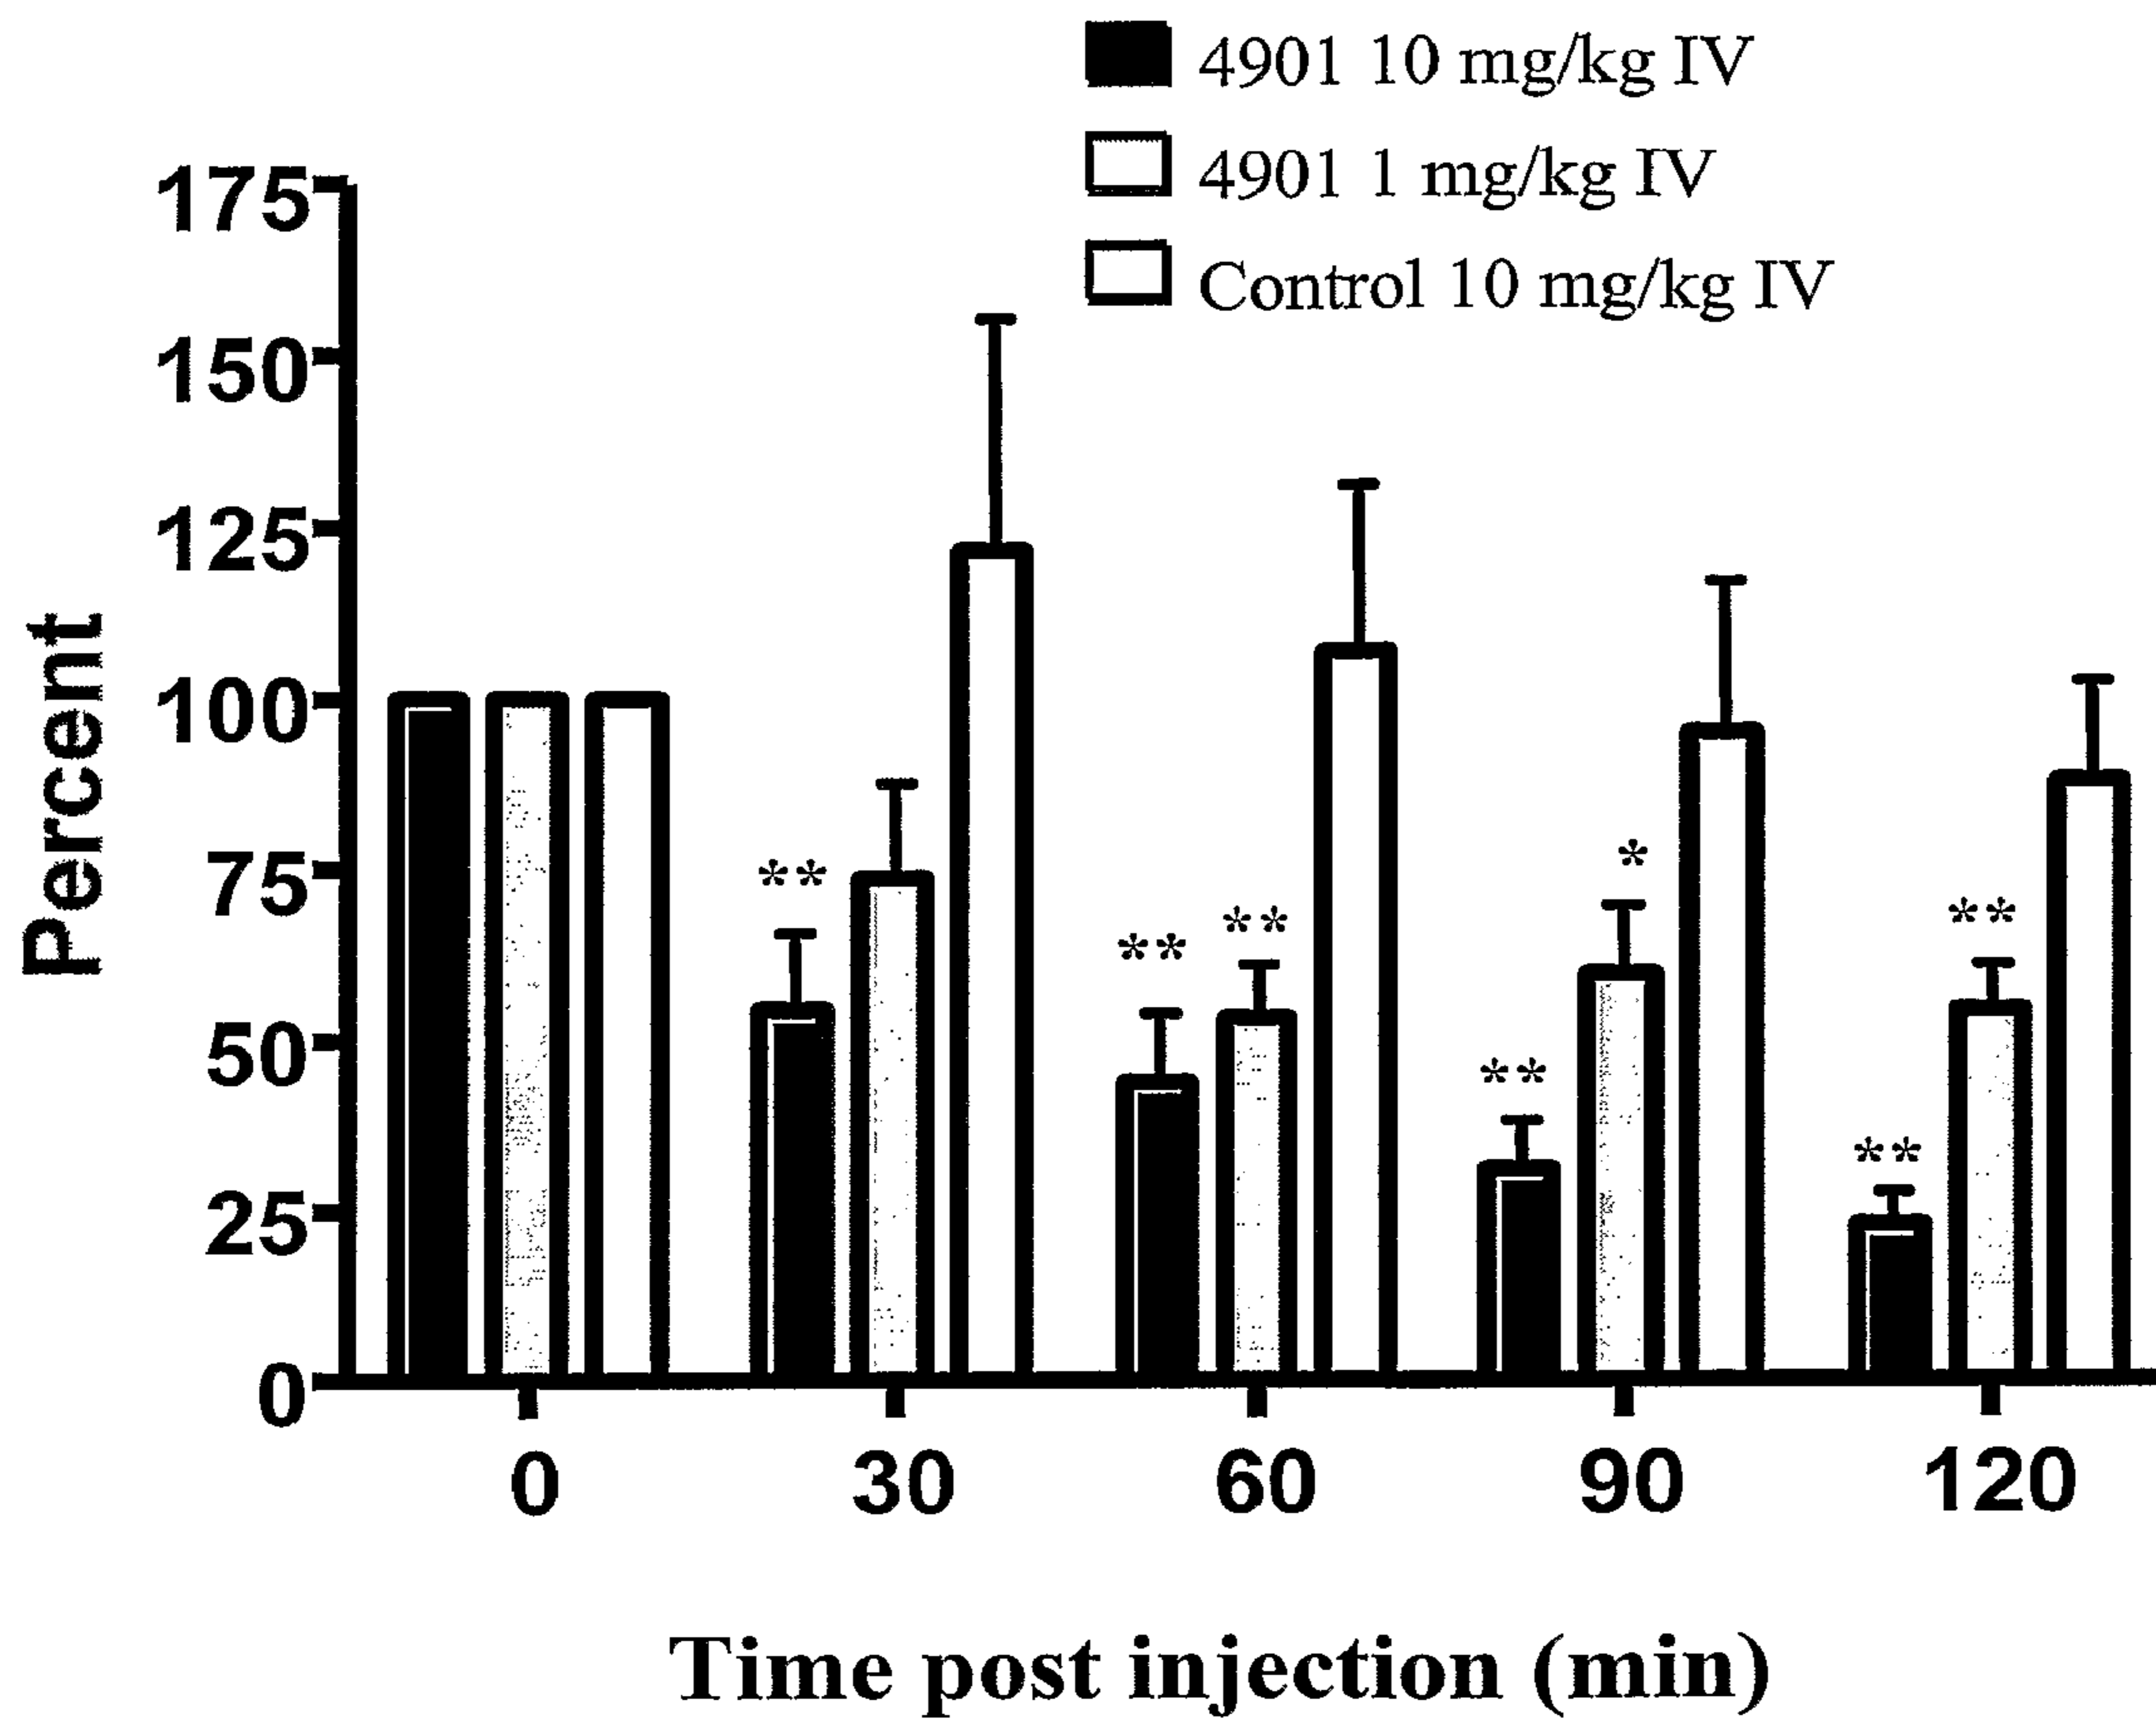 4901 10 mg/kg IV
4901 1 mg/kg IV
Control 10 mg/kg IV
175
150
125
100
75
50
25
0
Percent
**
**
**
**
*
**
**
0 30 60 90 120
Time post injection (min)